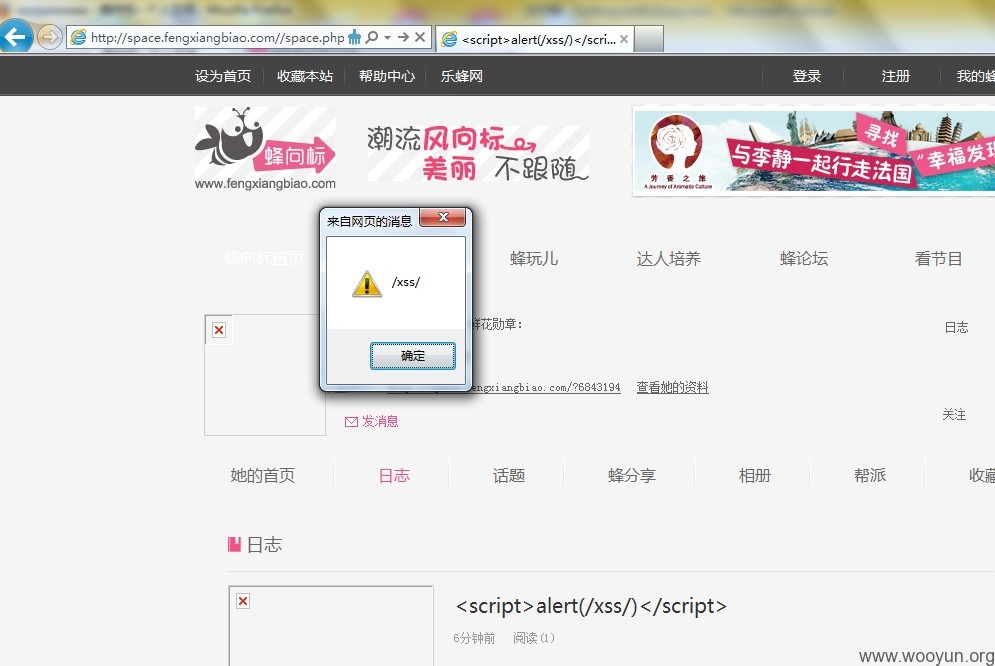 http://space.fengxiangbiao.com//space.php
<script>alert(/xss/)</scri...
设为首页 收藏本站 帮助中心 乐蜂网 登录 注册 我的蜂
蜂向标
www.fengxiangbiao.com
潮流风向标
美丽 不跟随
芳香之旅
A Journey of Aromatic Culture
与李静一起行走法国
寻找
“幸福发现
来自网页的消息
/xss/
确定
蜂向标首页 蜂玩儿 达人培养 蜂论坛 看节目
鲜花勋章:
日志
engxiangbiao.com/?6843194 查看她的资料
关注
发消息
她的首页 日志 话题 蜂分享 相册 帮派 收藏
日志
<script>alert(/xss/)</script>
6分钟前 阅读(1)
www.wooyun.org